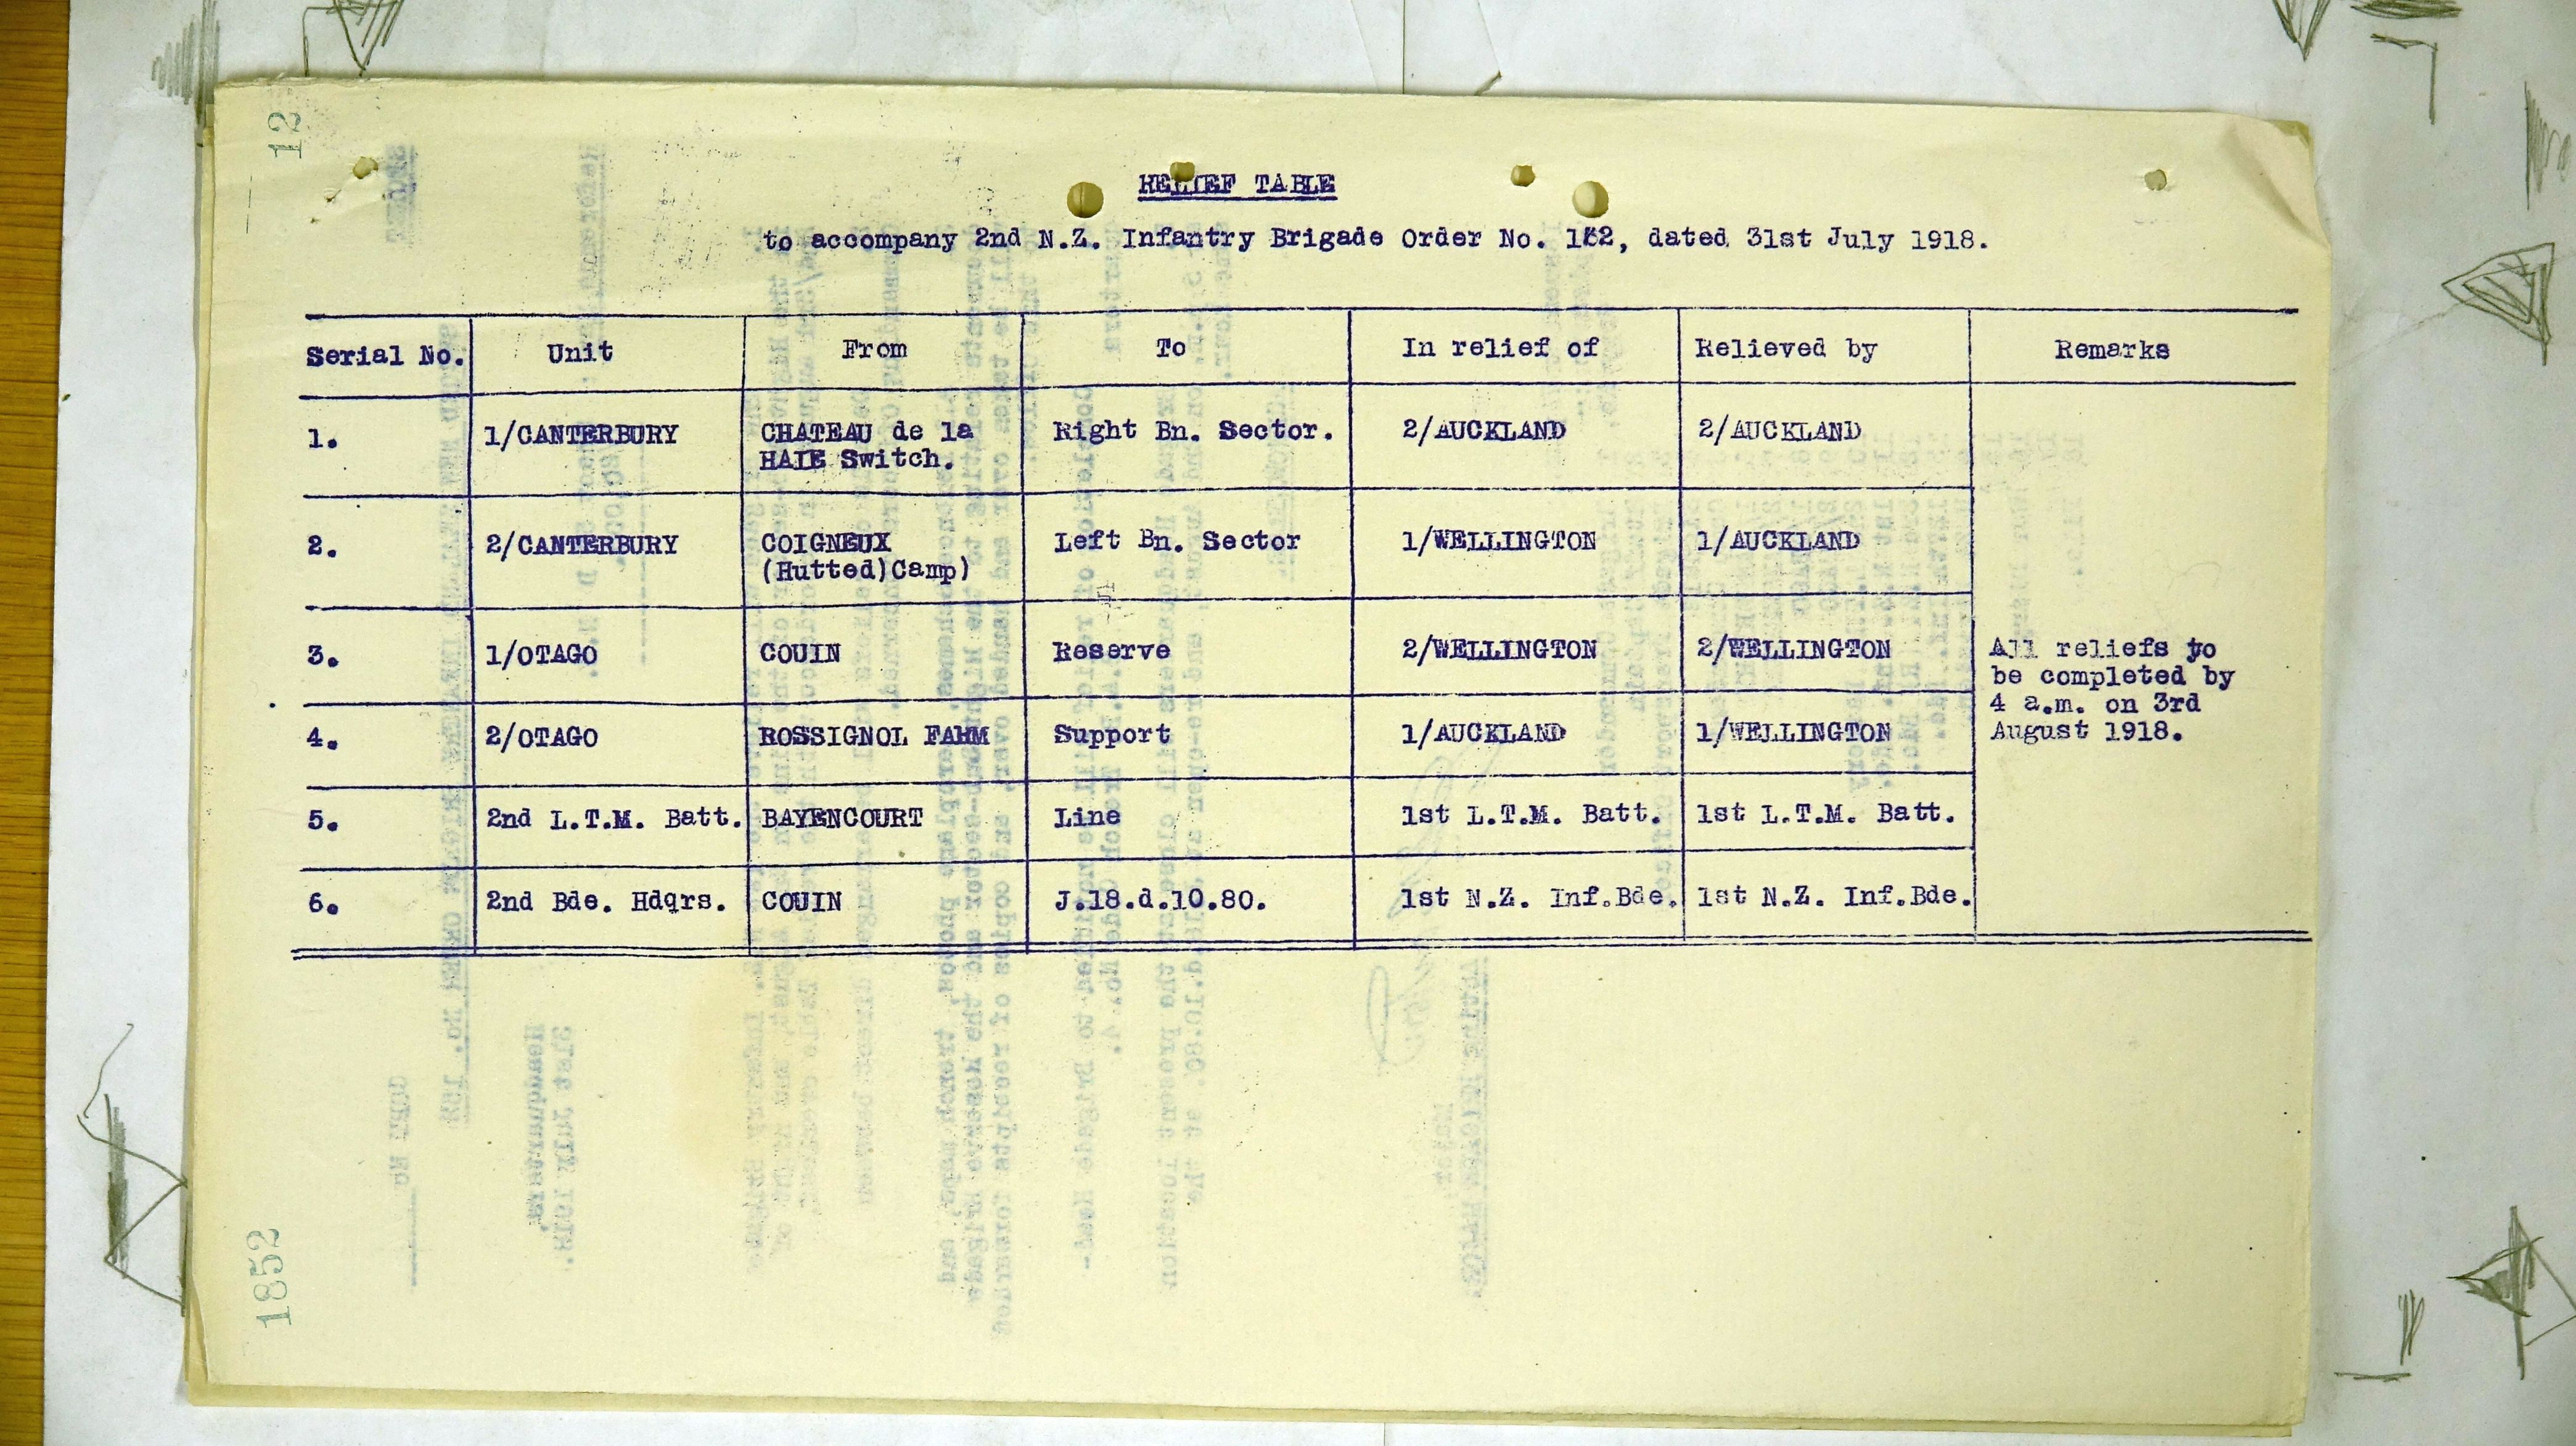 12
RELIEF TABLE
to accompany 2nd N.Z. Infantry Brigade Order No. 152, dated 31st July 1918.
Serial No. Unit From To In relief of Relieved by Remarks
1. 1/CANTERBURY CHATEAU de la Right Bn. Sector. 2/AUCKLAND 2/AUCKLAND
HAIE Switch.
2. 2/CANTERBURY COIGNEUX Left Bn. Sector 1/WELLINGTON 1/AUCKLAND
(Hutted)Camp)
3. 1/OTAGO COUIN Reserve 2/WELLINGTON 2/WELLINGTON
4. 2/OTAGO ROSSIGNOL FARM Support 1/AUCKLAND 1/WELLINGTON
All reliefs to
be completed by
4 a.m. on 3rd
August 1918.
5. 2nd L.T.M. Batt. BAYENCOURT Line 1st L.T.M. Batt. 1st L.T.M. Batt.
6. 2nd Bde. Hdqrs. COUIN J.18.d.10.80. 1st N.Z. Inf.Bde. 1st N.Z. Inf.Bde.
1852